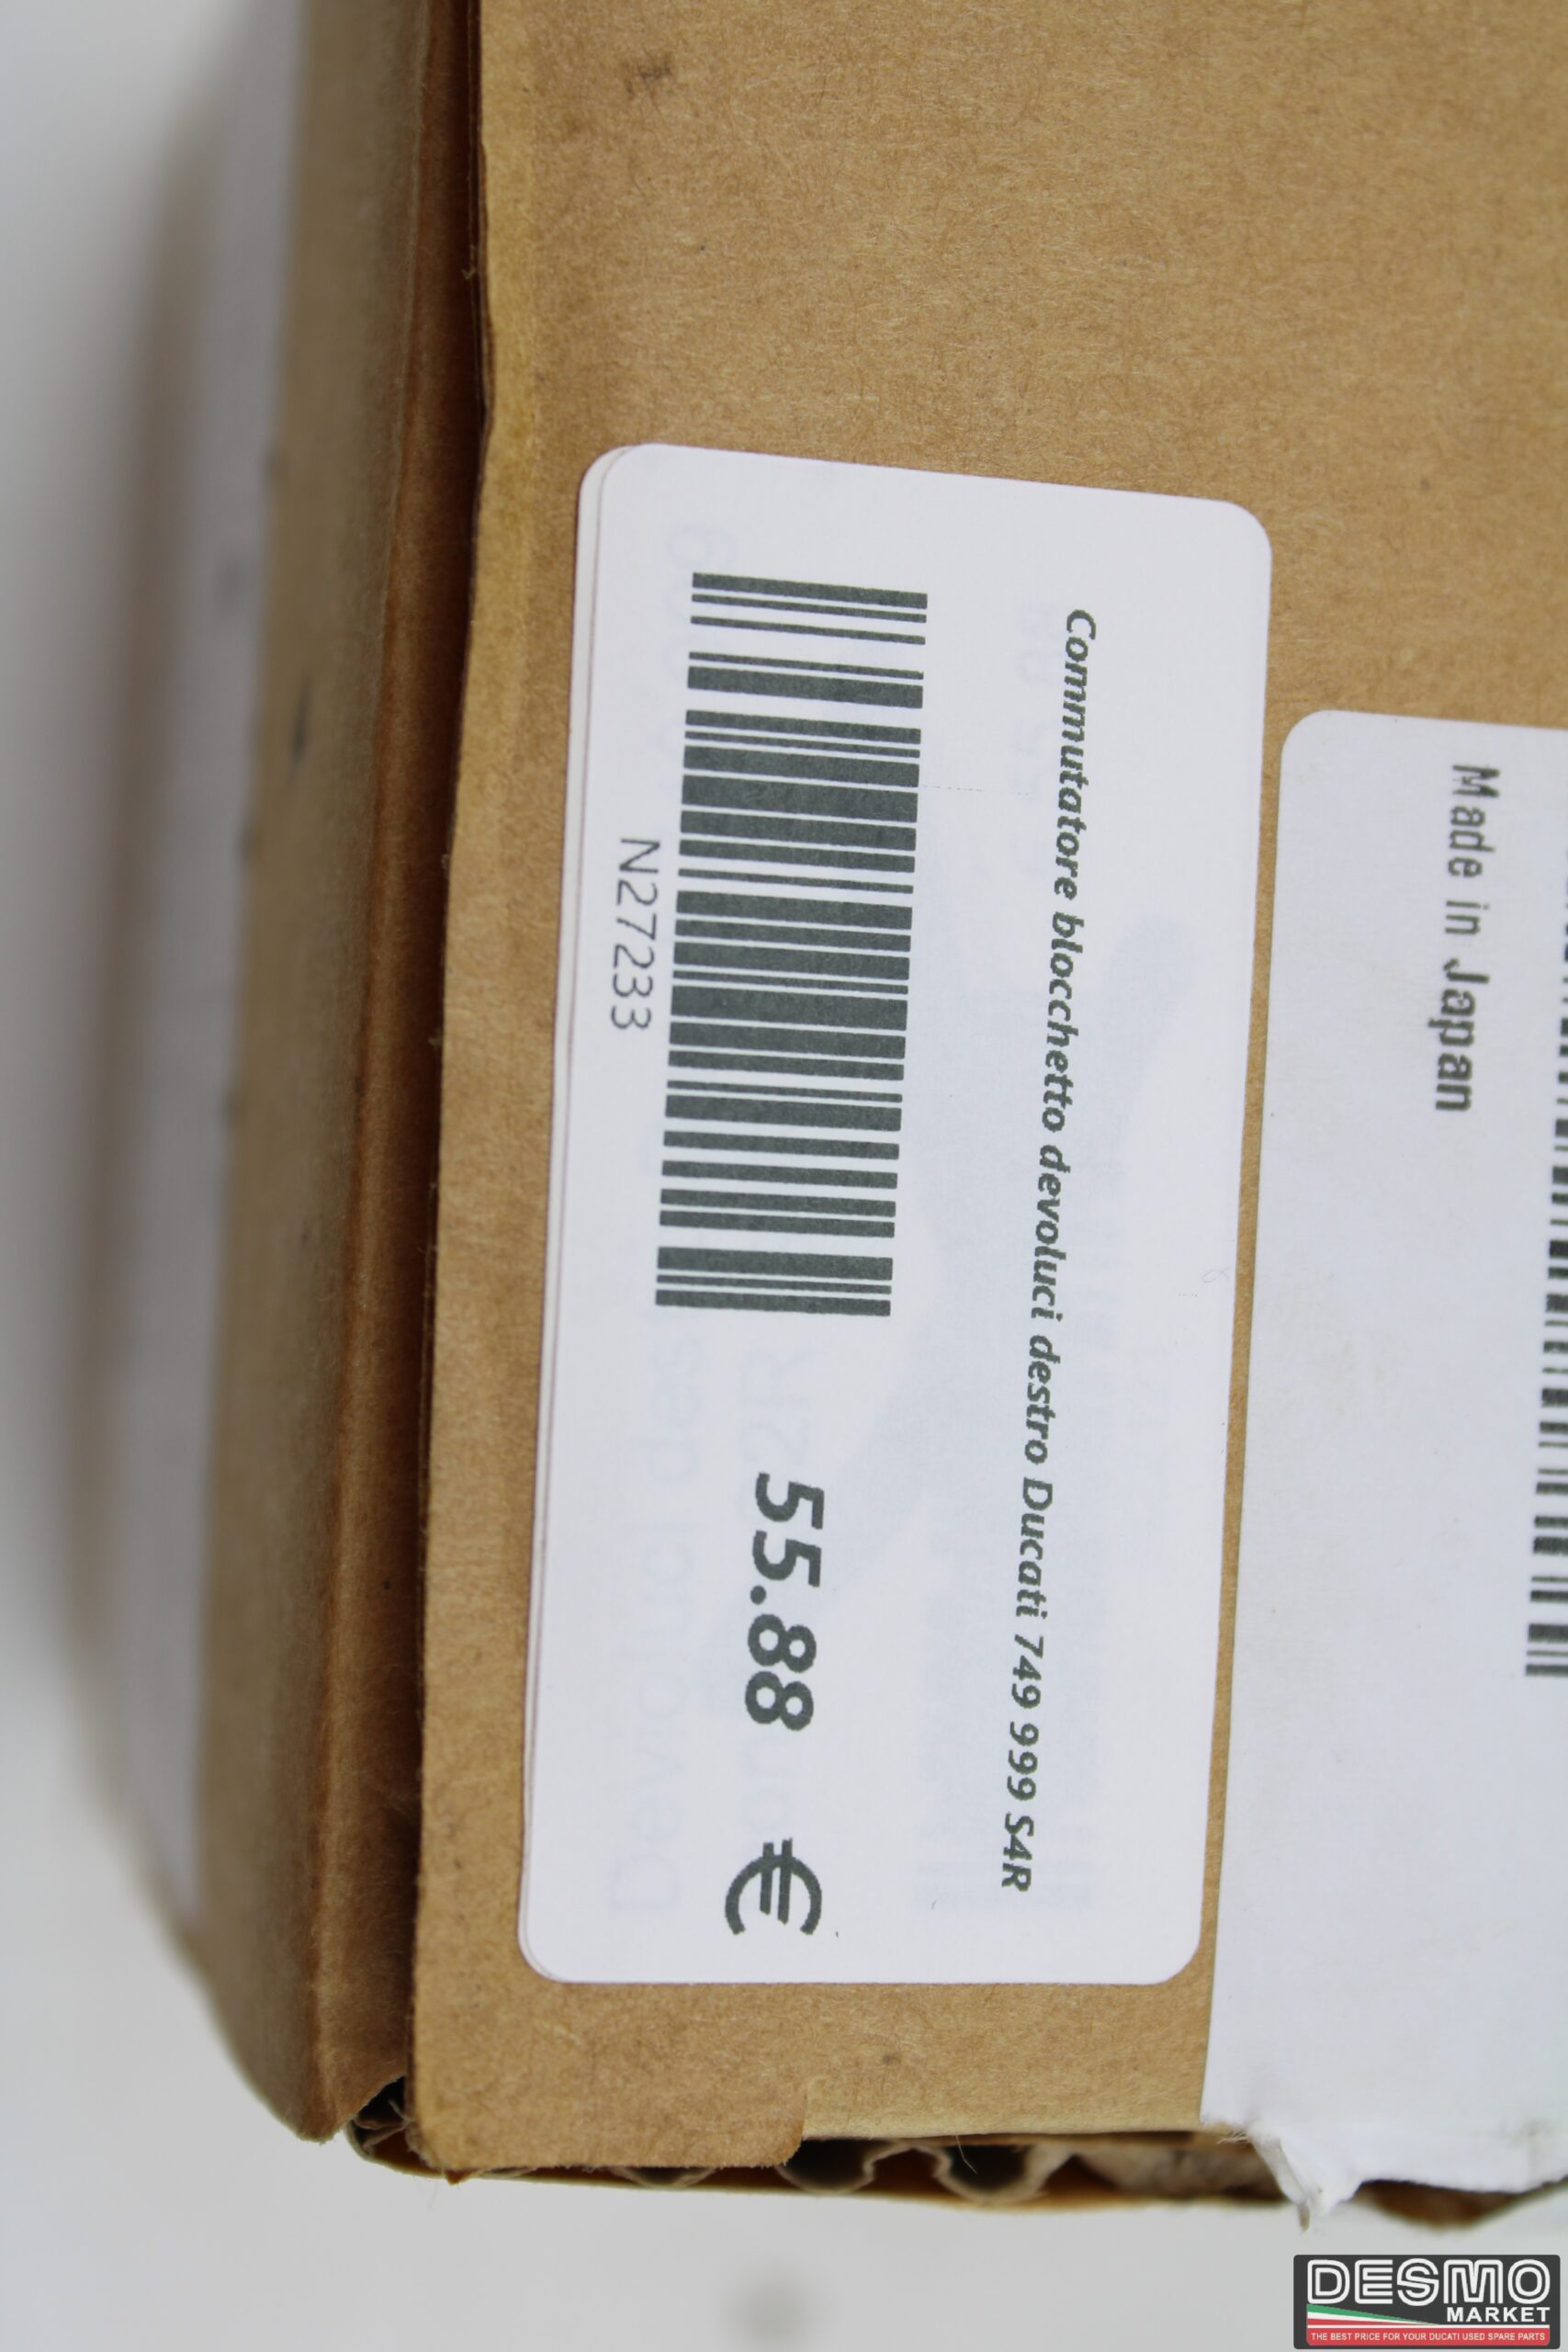 Commutatore blocchetto devoluci destro Ducati 749 999 S4R
N27233
55.88 €
Made in Japan
DESMO
MARKET
THE BEST PRICE FOR YOUR DUCATI USED SPARE PARTS